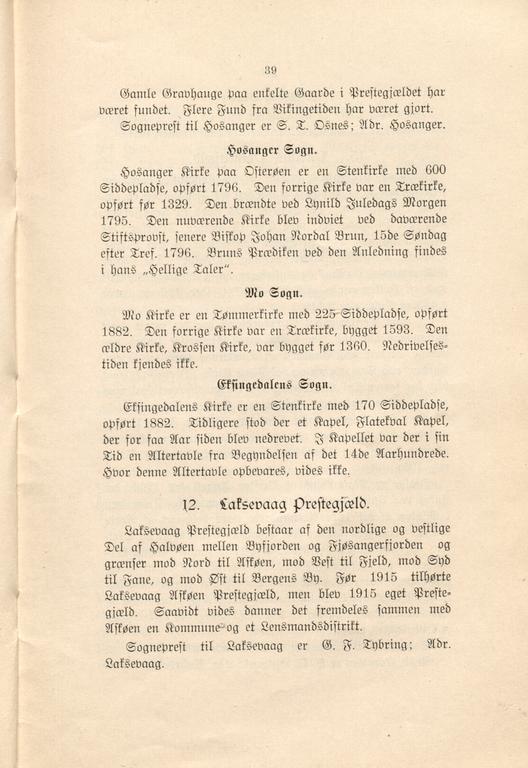 39
Gamle Gravhauge paa enkelte Gaarde i Prestegjældet har
været fundet. Flere Fund fra Vikingetiden har været gjort.
Sogneprest til Hosanger er S. T. Osnes; Adr. Hosanger.
Hosanger Sogn.
Hosanger Kirke paa Osterøen er en Stenkirke med 600
Siddepladse, opført 1796. Den forrige Kirke var en Trækirke,
opført før 1329. Den brændte ved Lynild Juledags Morgen
1795. Den nuværende Kirke blev indviet ved daværende
Stiftsprovst, senere Biskop Johan Nordal Brun, 15de Søndag
efter Tref. 1796. Bruns Prædiken ved den Anledning findes
i hans „Hellige Taler“.
Mo Sogn.
Mo Kirke er en Tømmerkirke med 225 Siddepladse, opført
1882. Den forrige Kirke var en Trækirke, bygget 1593. Den
ældre Kirke, Krossen Kirke, var bygget før 1360. Nedrivelses-
tiden kjendes ikke.
Eksingedalens Sogn.
Eksingedalens Kirke er en Stenkirke med 170 Siddepladse,
opført 1882. Tidligere stod der et Kapel, Flatekval Kapel,
der for faa Aar siden blev nedrevet. I Kapellet var der i sin
Tid en Altertavle fra Begyndelsen af det 14de Aarhundrede.
Hvor denne Altertavle opbevares, vides ikke.
12. Laksevaag Prestegjæld.
Laksevaag Prestegjæld bestaar af den nordlige og vestlige
Del af Halvøen mellen Byfjorden og Fjøsangerfjorden og
grænser mod Nord til Askøen, mod Vest til Fjeld, mod Syd
til Fane, og mod Øst til Bergens By. Før 1915 tilhørte
Laksevaag Askøen Prestegjæld, men blev 1915 eget Preste-
gjæld. Saavidt vides danner det fremdeles sammen med
Askøen en Kommune og et Lensmandsdistrikt.
Sogneprest til Laksevaag er G. F. Tybring; Adr.
Laksevaag.